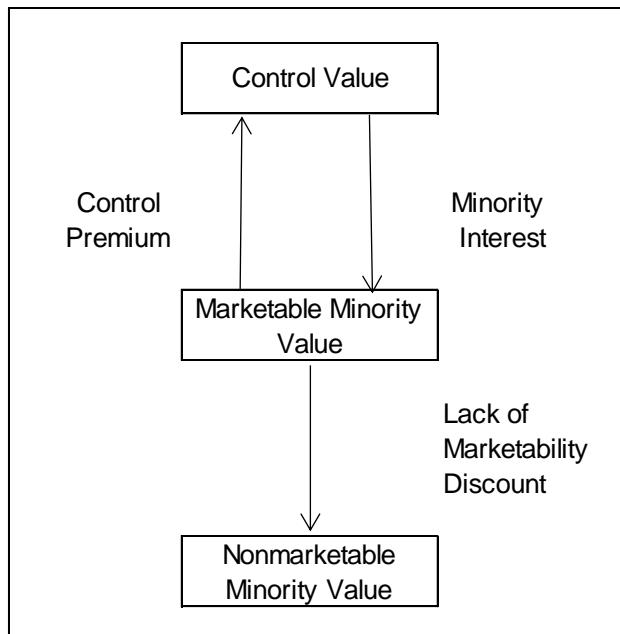 Control Value
Control
Premium
Minority
Interest
Marketable Minority
Value
Lack of
Marketability
Discount
Nonmarketable
Minority Value